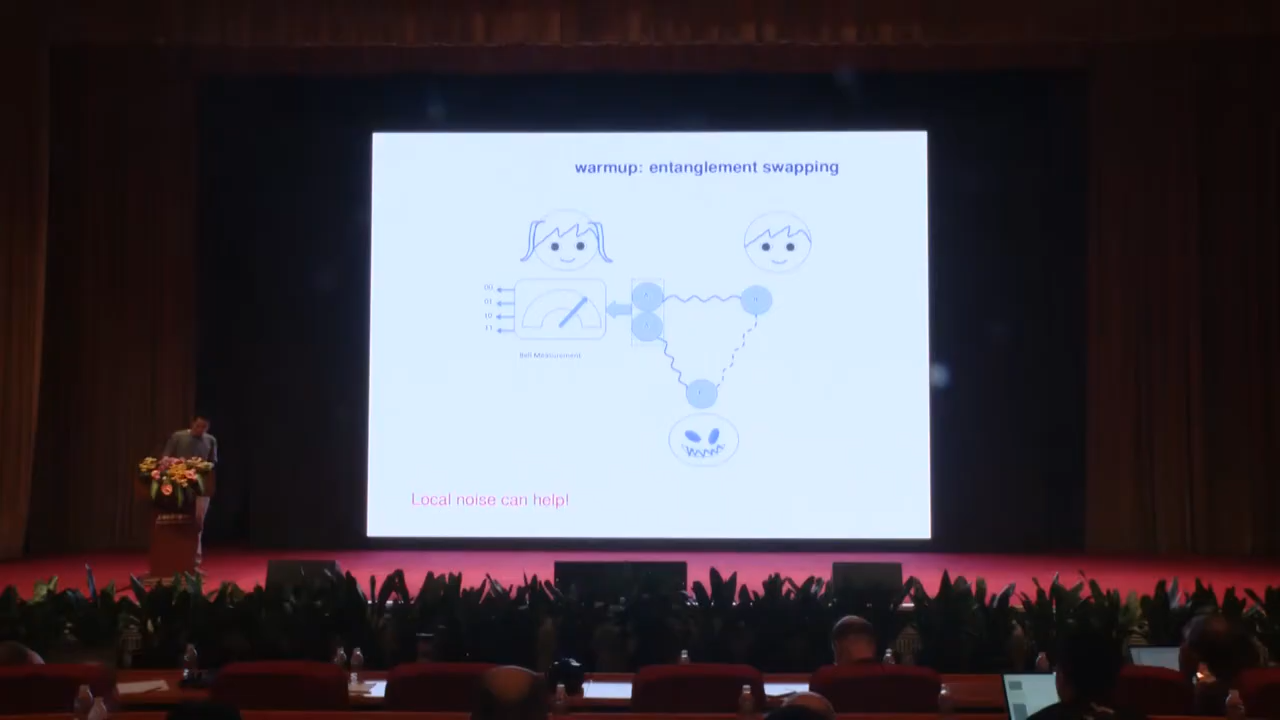 warmup: entanglement swapping
00
01
10
11
Bell Measurement
Local noise can help!